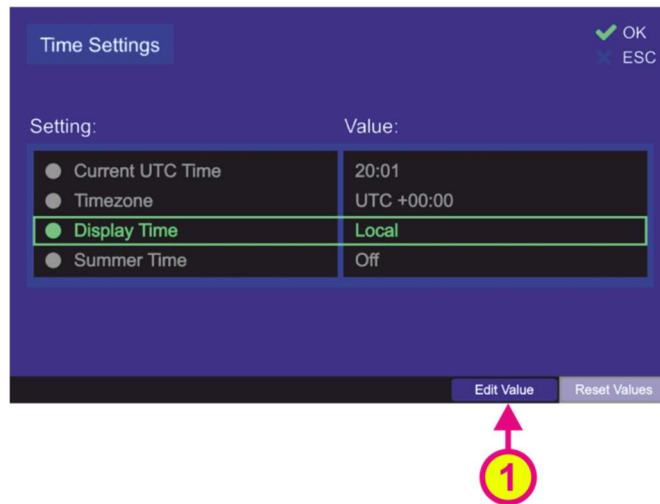 Time Settings
OK
ESC
Setting: Value:
Current UTC Time 20:01
Timezone UTC +00:00
Display Time Local
Summer Time Off
Edit Value Reset Values
1